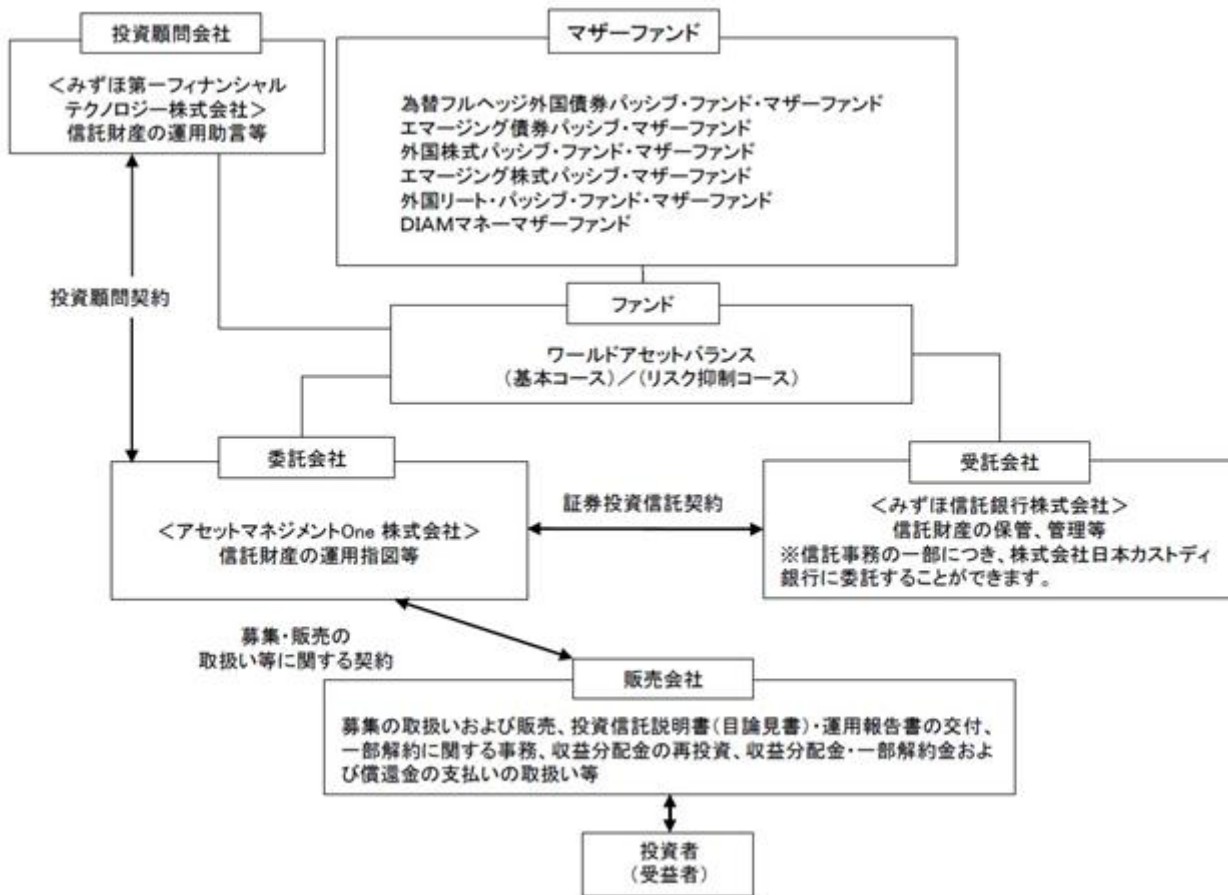 投資顧問会社
＜みずほ第一フィナンシャル
テクノロジー株式会社＞
信託財産の運用助言等
マザーファンド
為替フルヘッジ外国債券パッシブ・ファンド・マザーファンド
エマージング債券パッシブ・マザーファンド
外国株式パッシブ・ファンド・マザーファンド
エマージング株式パッシブ・マザーファンド
外国リート・パッシブ・ファンド・マザーファンド
DIAMマネーマザーファンド
投資顧問契約
ファンド
ワールドアセットバランス
（基本コース）／（リスク抑制コース）
委託会社
＜アセットマネジメントOne 株式会社＞
信託財産の運用指図等
証券投資信託契約
受託会社
＜みずほ信託銀行株式会社＞
信託財産の保管、管理等
※信託事務の一部につき、株式会社日本カストディ
銀行に委託することができます。
募集・販売の
取扱い等に関する契約
販売会社
募集の取扱いおよび販売、投資信託説明書（目論見書）・運用報告書の交付、
一部解約に関する事務、収益分配金の再投資、収益分配金・一部解約金およ
び償還金の支払いの取扱い等
投資者
（受益者）